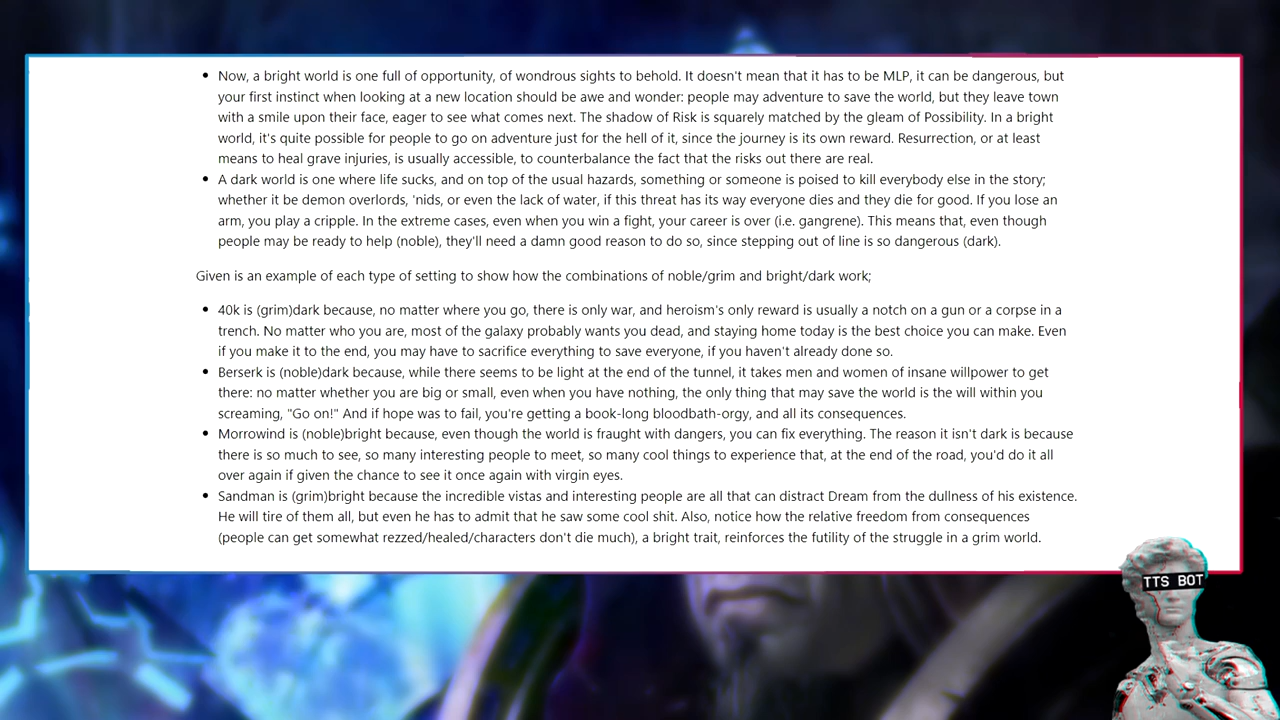 Now, a bright world is one full of opportunity, of wondrous sights to behold. It doesn't mean that it has to be MLP, it can be dangerous, but
your first instinct when looking at a new location should be awe and wonder: people may adventure to save the world, but they leave town
with a smile upon their face, eager to see what comes next. The shadow of Risk is squarely matched by the gleam of Possibility. In a bright
world, it's quite possible for people to go on adventure just for the hell of it, since the journey is its own reward. Resurrection, or at least
means to heal grave injuries, is usually accessible, to counterbalance the fact that the risks out there are real.
A dark world is one where life sucks, and on top of the usual hazards, something or someone is poised to kill everybody else in the story;
whether it be demon overlords, 'nids, or even the lack of water, if this threat has its way everyone dies and they die for good. If you lose an
arm, you play a cripple. In the extreme cases, even when you win a fight, your career is over (i.e. gangrene). This means that, even though
people may be ready to help (noble), they'll need a damn good reason to do so, since stepping out of line is so dangerous (dark).
Given is an example of each type of setting to show how the combinations of noble/grim and bright/dark work;
40k is (grim)dark because, no matter where you go, there is only war, and heroism's only reward is usually a notch on a gun or a corpse in a
trench. No matter who you are, most of the galaxy probably wants you dead, and staying home today is the best choice you can make. Even
if you make it to the end, you may have to sacrifice everything to save everyone, if you haven't already done so.
Berserk is (noble)dark because, while there seems to be light at the end of the tunnel, it takes men and women of insane willpower to get
there: no matter whether you are big or small, even when you have nothing, the only thing that may save the world is the will within you
screaming, "Go on!" And if hope was to fail, you're getting a book-long bloodbath-orgy, and all its consequences.
Morrowind is (noble)bright because, even though the world is fraught with dangers, you can fix everything. The reason it isn't dark is because
there is so much to see, so many interesting people to meet, so many cool things to experience that, at the end of the road, you'd do it all
over again if given the chance to see it once again with virgin eyes.
Sandman is (grim)bright because the incredible vistas and interesting people are all that can distract Dream from the dullness of his existence.
He will tire of them all, but even he has to admit that he saw some cool shit. Also, notice how the relative freedom from consequences
(people can get somewhat rezzed/healed/characters don't die much), a bright trait, reinforces the futility of the struggle in a grim world.
TTS BOT